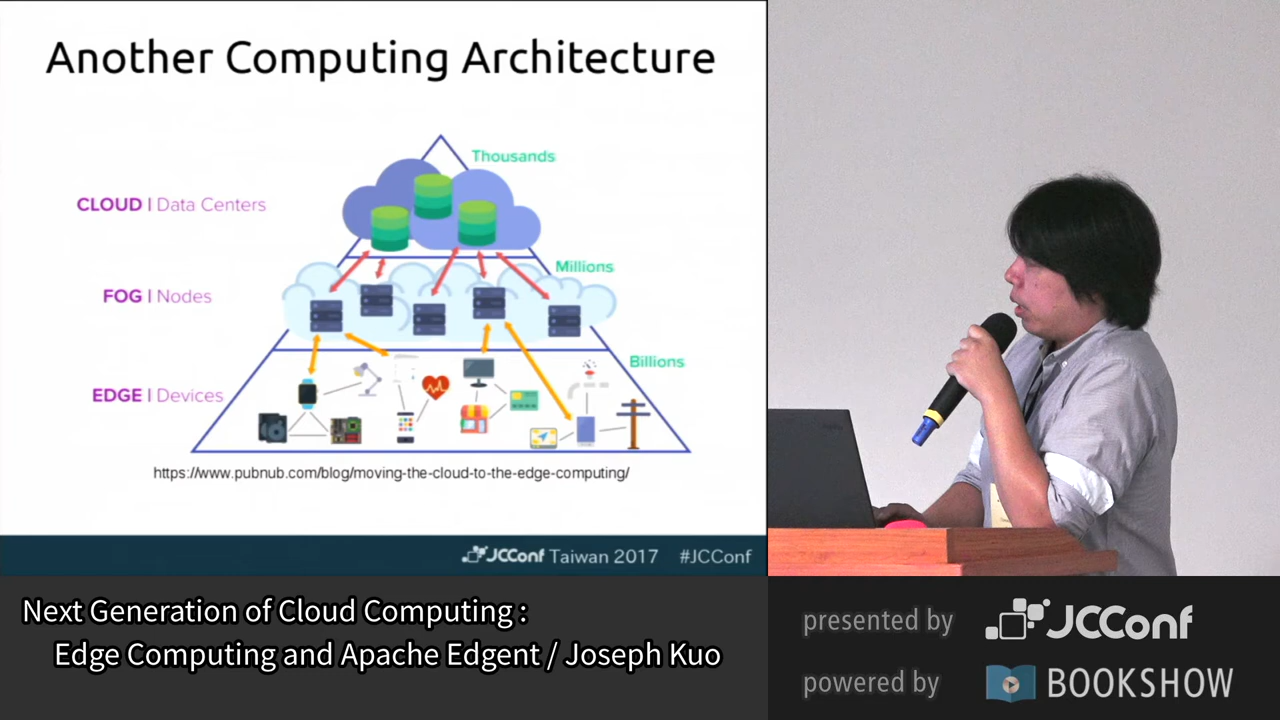 Another Computing Architecture
Thousands
CLOUD | Data Centers
Millions
FOG | Nodes
Billions
EDGE | Devices
https://www.pubnub.com/blog/moving-the-cloud-to-the-edge-computing/
JCConf Taiwan 2017 #JCConf
Next Generation of Cloud Computing :
Edge Computing and Apache Edgent / Joseph Kuo
presented by JCConf
powered by BOOKSHOW